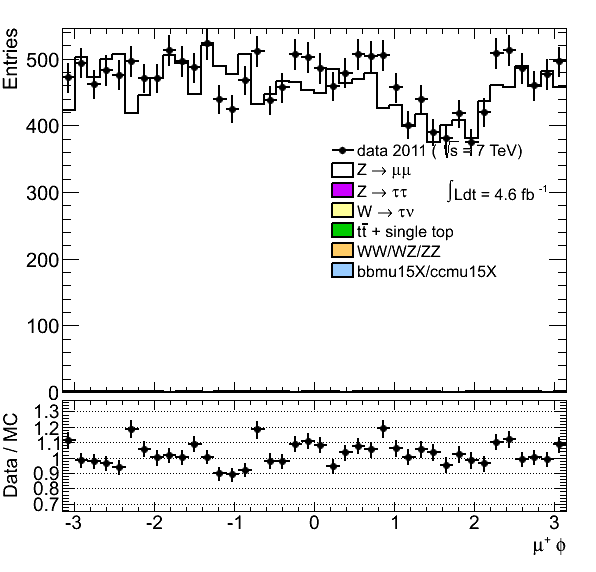 Entries
500
400
300
200
100
0
data 2011 ( √s = 7 TeV)
Z → μμ
Z → ττ
∫Ldt = 4.6 fb⁻¹
W → τν
tt̄ + single top
WW/WZ/ZZ
bbmu15X/ccmu15X
Data / MC
1.3
1.2
1.1
1
0.9
0.8
0.7
-3 -2 -1 0 1 2 3
μ⁺ ϕ